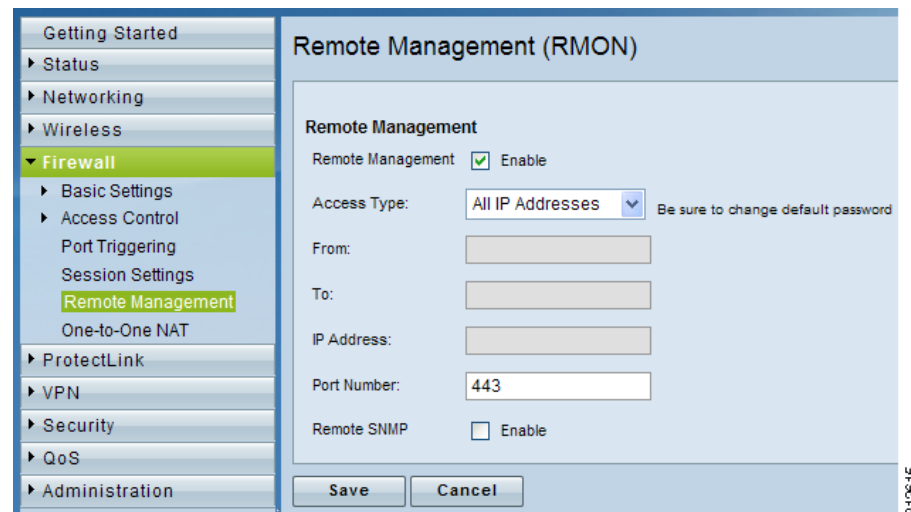 Getting Started
Status
Networking
Wireless
Firewall
Basic Settings
Access Control
Port Triggering
Session Settings
Remote Management
One-to-One NAT
ProtectLink
VPN
Security
QoS
Administration
Remote Management (RMON)
Remote Management
Remote Management Enable
Access Type: All IP Addresses Be sure to change default password
From:
To:
IP Address:
Port Number: 443
Remote SNMP Enable
Save Cancel